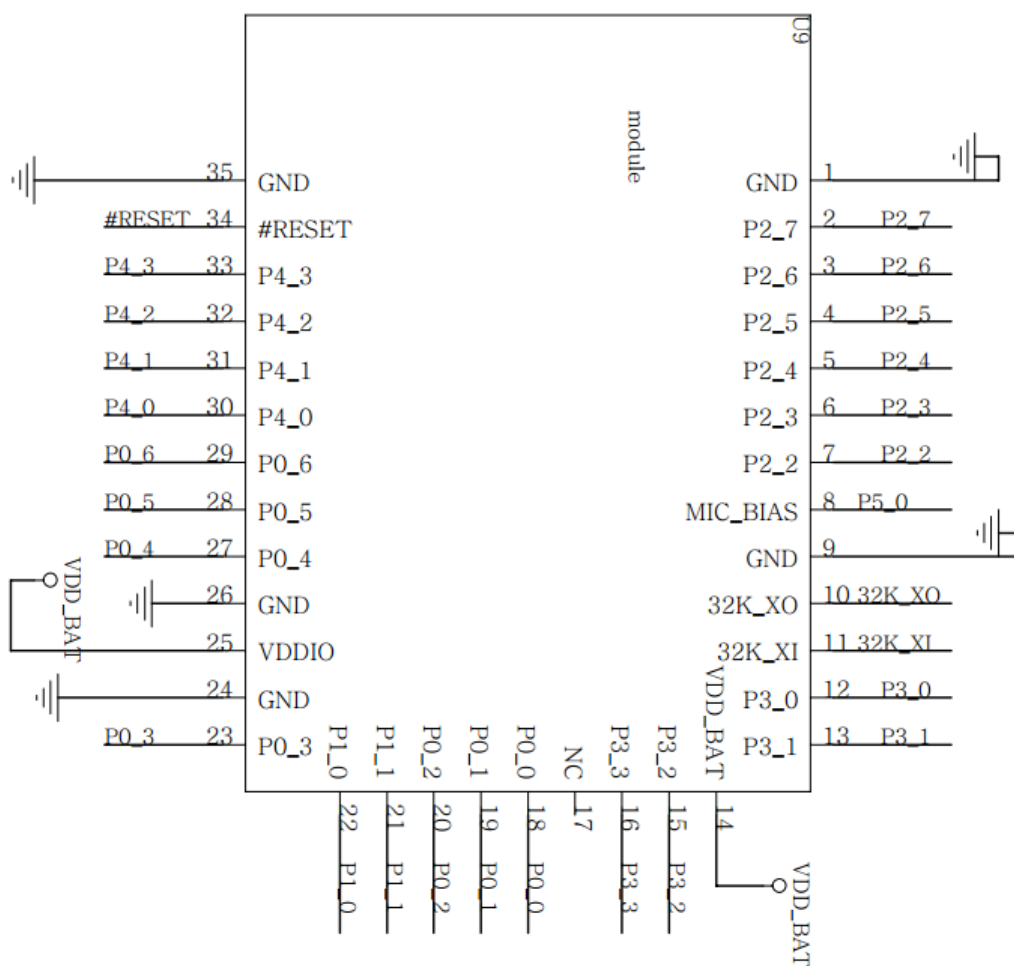 U9
module
#RESET 34 #RESET
35 GND
P4_3 33 P4_3
P4_2 32 P4_2
P4_1 31 P4_1
P4_0 30 P4_0
P0_6 29 P0_6
P0_5 28 P0_5
P0_4 27 P0_4
26 GND
VDD_BAT
25 VDDIO
24 GND
P0_3 23 P0_3
GND 1
P2_7 2 P2_7
P2_6 3 P2_6
P2_5 4 P2_5
P2_4 5 P2_4
P2_3 6 P2_3
P2_2 7 P2_2
MIC_BIAS 8 P5_0
GND 9
32K_XO 10 32K_XO
32K_XI 11 32K_XI
P3_0 12 P3_0
P3_1 13 P3_1
P1_0 22 P1_0
P1_1 21 P1_1
P0_2 20 P0_2
P0_1 19 P0_1
P0_0 18 P0_0
NC 17
P3_3 16 P3_3
P3_2 15 P3_2
VDD_BAT 14
VDD_BAT